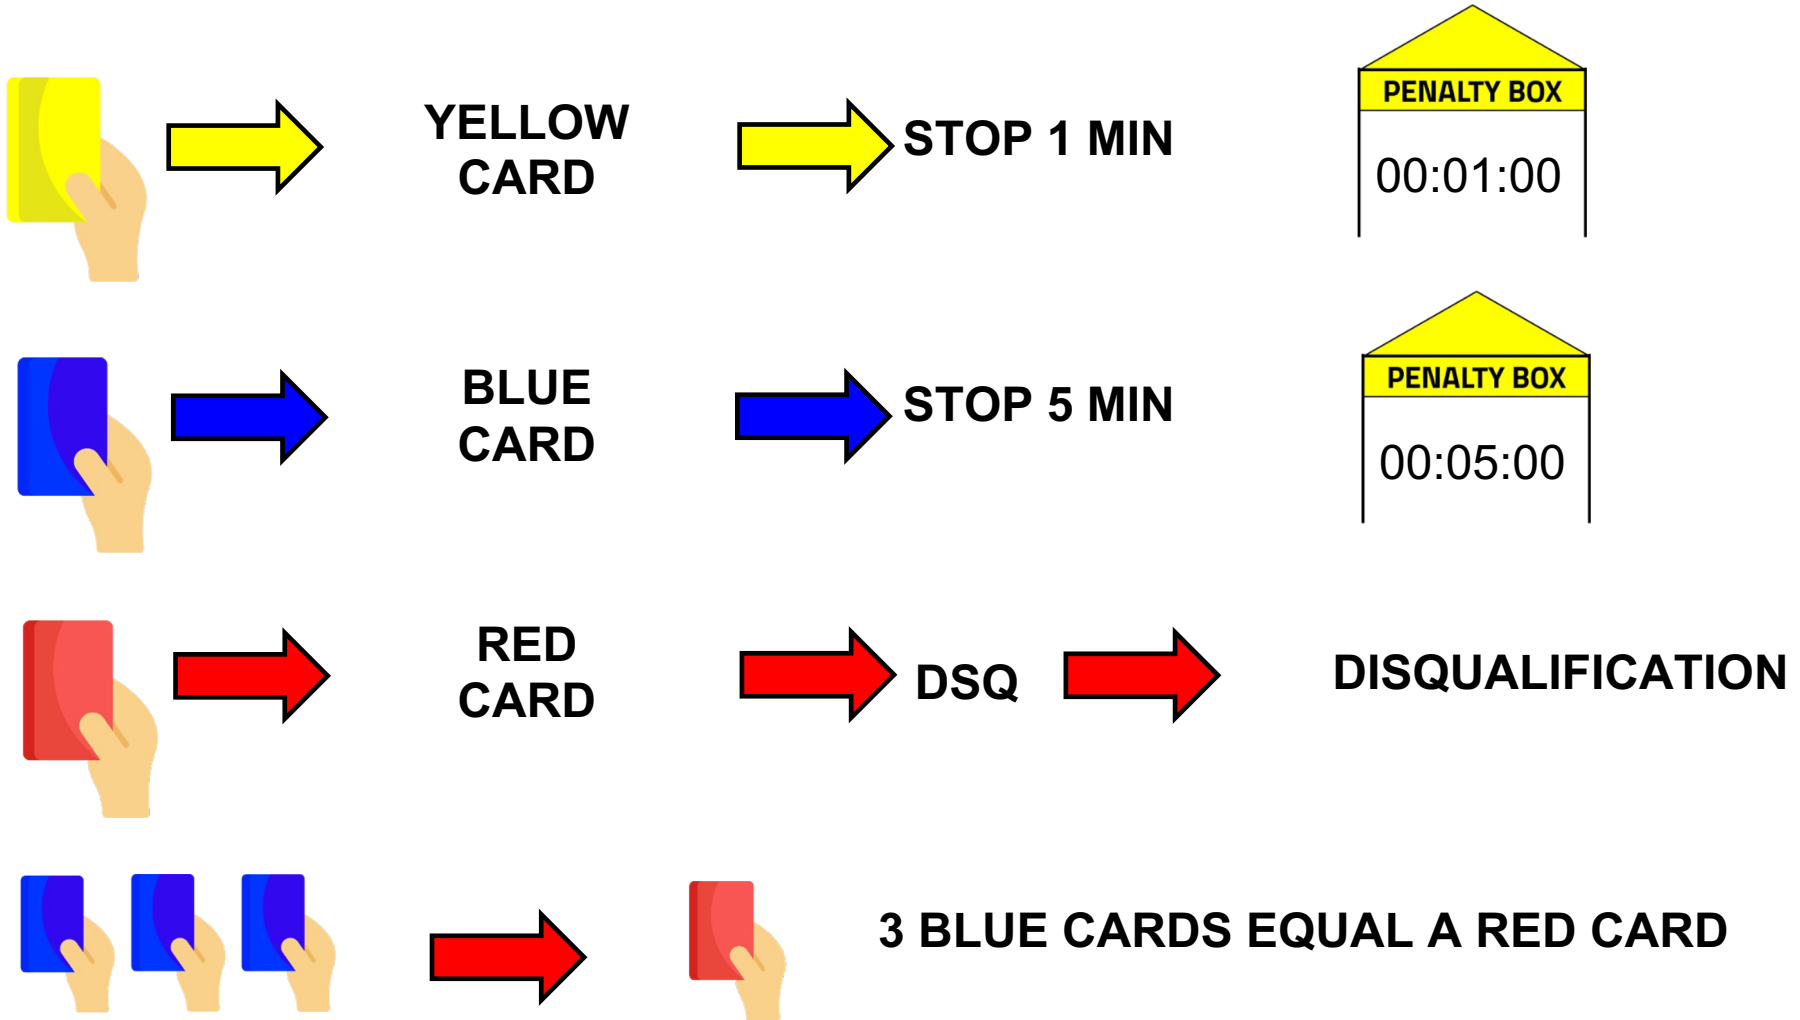 YELLOW
CARD
STOP 1 MIN
PENALTY BOX
00:01:00
BLUE
CARD
STOP 5 MIN
PENALTY BOX
00:05:00
RED
CARD
DSQ
DISQUALIFICATION
3 BLUE CARDS EQUAL A RED CARD